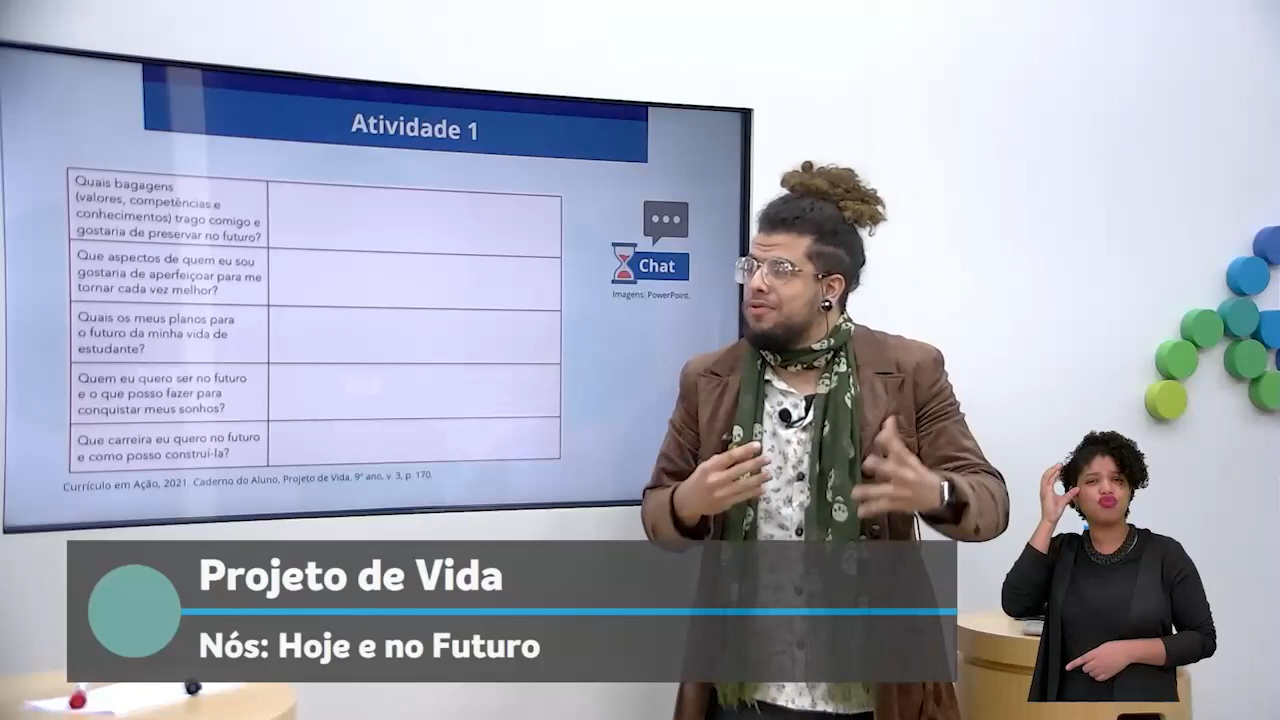 Atividade 1
Quais bagagens
(valores, competências e
conhecimentos) trago comigo e
gostaria de preservar no futuro?
Que aspectos de quem eu sou
gostaria de aperfeiçoar para me
tornar cada vez melhor?
Quais os meus planos para
o futuro da minha vida de
estudante?
Quem eu quero ser no futuro
e o que posso fazer para
conquistar meus sonhos?
Que carreira eu quero no futuro
e como posso construí-la?
Chat
Imagens: PowerPoint.
Currículo em Ação, 2021. Caderno do Aluno, Projeto de Vida, 9º ano, v. 3, p. 170.
Projeto de Vida
Nós: Hoje e no Futuro